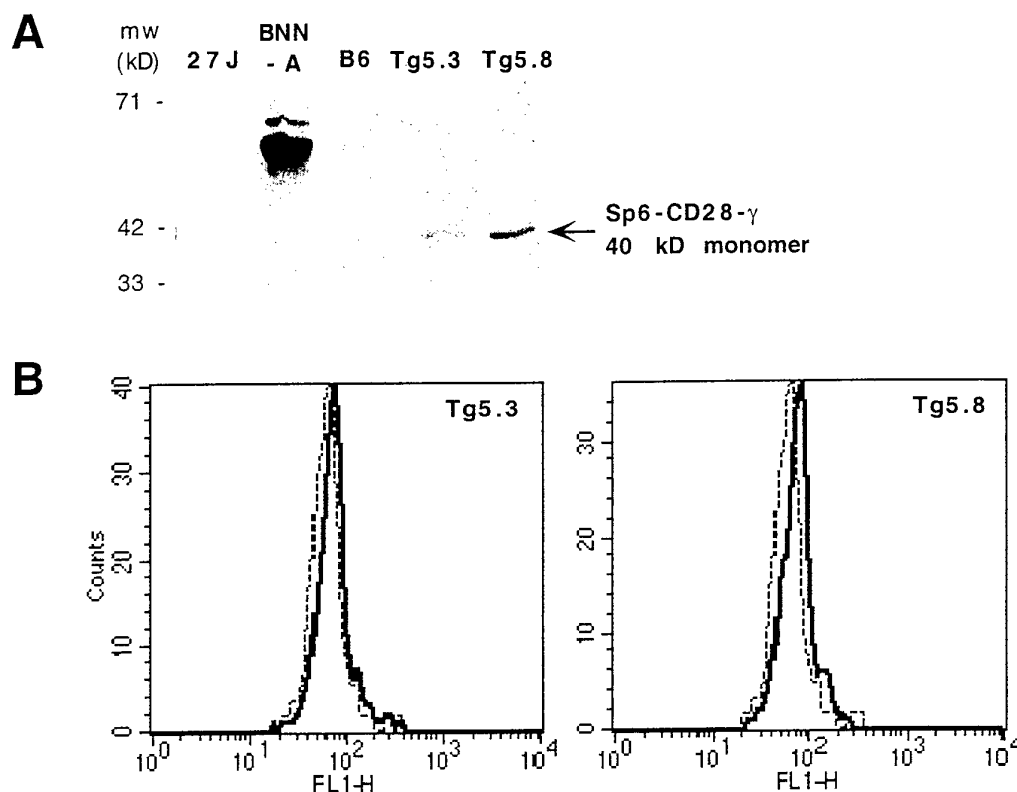 A
mw
(kD)
27J
BNN
- A
B6
Tg5.3
Tg5.8
71 -
42 -
33 -
Sp6-CD28-γ
40 kD monomer
B
Tg5.3
Counts
40
30
20
10
0
10^0 10^1 10^2 10^3 10^4
FL1-H
Tg5.8
30
20
10
0
10^0 10^1 10^2 10^3 10^4
FL1-H